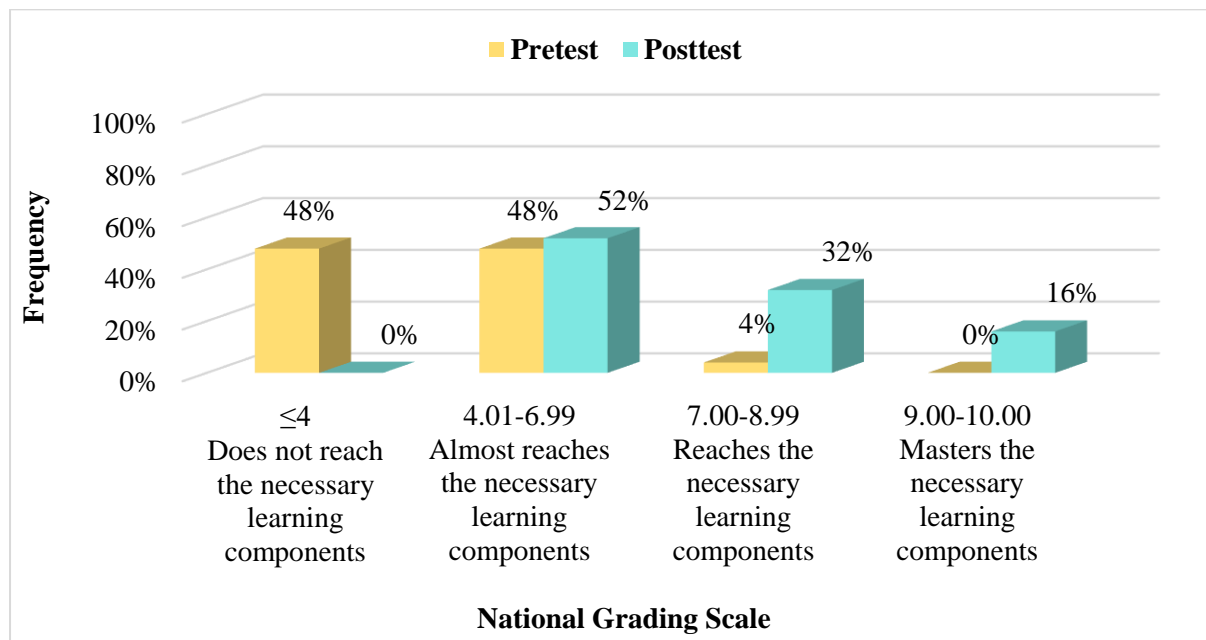 Pretest Posttest
100%
80%
60%
40%
20%
0%
Frequency
48%
0%
48%
52%
4%
32%
0%
16%
≤4
Does not reach
the necessary
learning
components
4.01-6.99
Almost reaches
the necessary
learning
components
7.00-8.99
Reaches the
necessary
learning
components
9.00-10.00
Masters the
necessary
learning
components
National Grading Scale